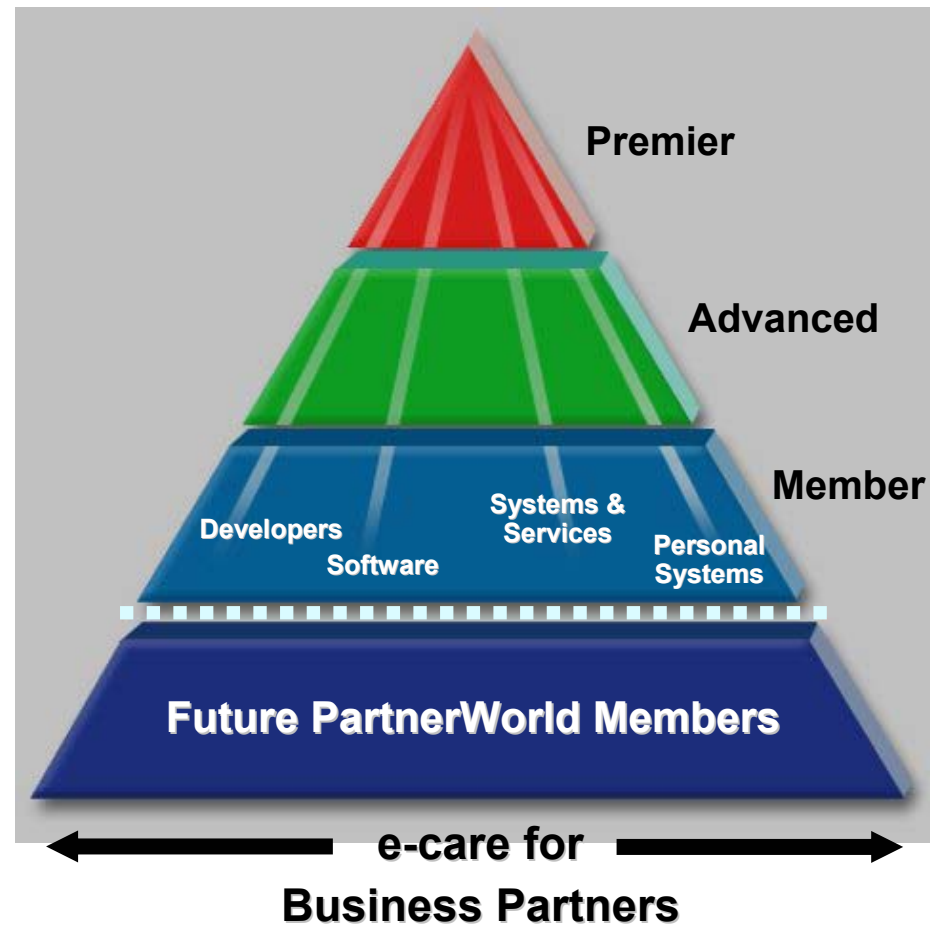 Premier
Advanced
Member
Developers
Software
Systems &
Services
Personal
Systems
Future PartnerWorld Members
e-care for
Business Partners